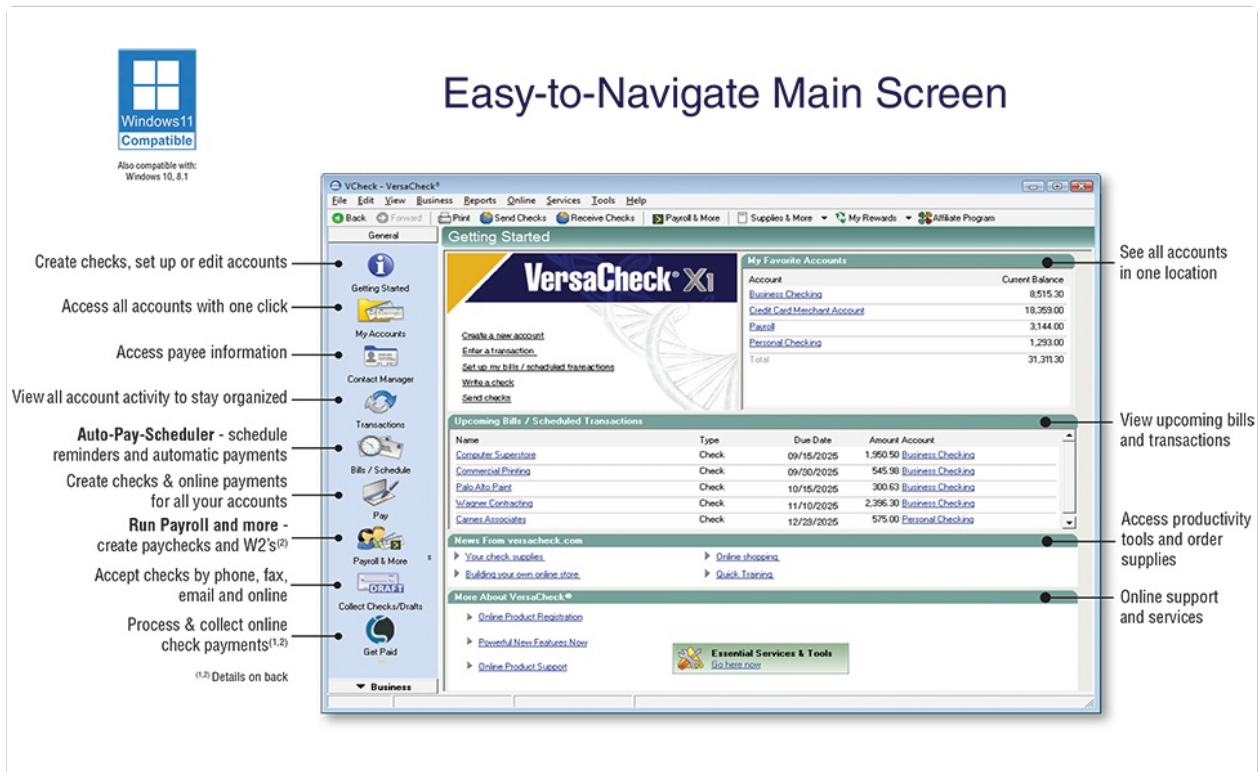 Windows11
Compatible
Also compatible with:
Windows 10, 8.1
Easy-to-Navigate Main Screen
Create checks, set up or edit accounts
Access all accounts with one click
Access payee information
View all account activity to stay organized
Auto-Pay-Scheduler - schedule
reminders and automatic payments
Create checks & online payments
for all your accounts
Run Payroll and more -
create paychecks and W2's(2)
Accept checks by phone, fax,
email and online
Process & collect online
check payments(1,2)
(1,2) Details on back
VCheck - VersaCheck®
File Edit View Business Reports Online Services Tools Help
Back Forward Print Send Checks Receive Checks Payroll & More Supplies & More My Rewards Affiliate Program
General
Getting Started
My Accounts
Contact Manager
Transactions
Bills / Schedule
Pay
Payroll & More
DRAFT
Collect Checks/Drafts
Get Paid
Business
Getting Started
VersaCheck® X1
Create a new account
Enter a transaction
Set up my bills / scheduled transactions
Write a check
Send checks
My Favorite Accounts
Account Current Balance
Business Checking 8,515.30
Credit Card Merchant Account 18,359.00
Payroll 3,144.00
Personal Checking 1,293.00
Total 31,311.30
Upcoming Bills / Scheduled Transactions
Name Type Due Date Amount Account
Computer Superstore Check 09/15/2025 1,950.50 Business Checking
Commercial Printing Check 09/30/2025 545.98 Business Checking
Palo Alto Paint Check 10/15/2025 300.63 Business Checking
Wagner Contracting Check 11/10/2025 2,396.30 Business Checking
Carnes Associates Check 12/23/2025 575.00 Personal Checking
News From versacheck.com
Your check supplies Online shopping
Building your own online store Quick Training
More About VersaCheck®
Online Product Registration
Powerful New Features Now
Online Product Support
Essential Services & Tools
Go here now
See all accounts
in one location
View upcoming bills
and transactions
Access productivity
tools and order
supplies
Online support
and services